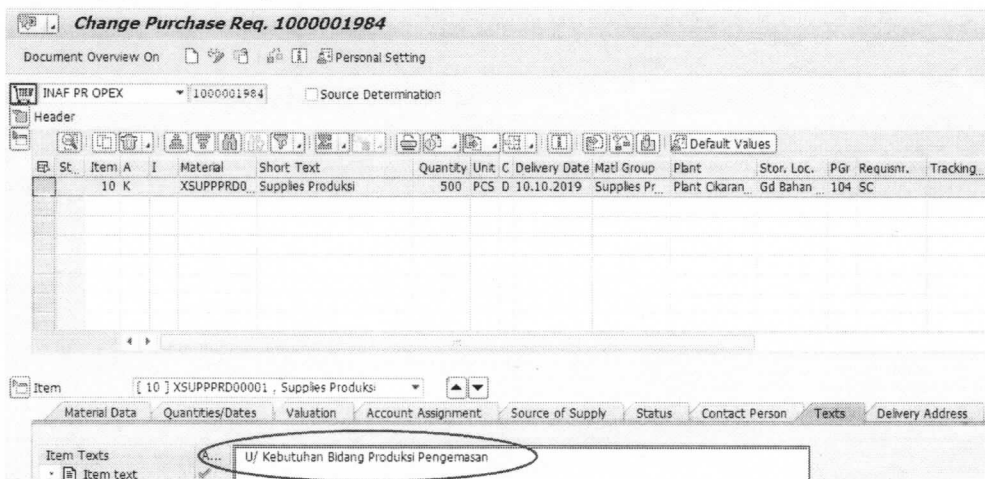 Change Purchase Req. 1000001984
Document Overview On Personal Setting
INAF PR OPEX 1000001984 Source Determination
Header
Default Values
St... Item A I Material Short Text Quantity Unit C Delivery Date Matl Group Plant Stor. Loc. PGr Requisnr. Tracking...
10 K XSUPPPRD0... Supplies Produksi 500 PCS D 10.10.2019 Supplies Pr... Plant Cikaran... Gd Bahan ... 104 SC
Item [ 10 ] XSUPPPRD00001 , Supplies Produksi
Material Data Quantities/Dates Valuation Account Assignment Source of Supply Status Contact Person Texts Delivery Address
Item Texts A... U/ Kebutuhan Bidang Produksi Pengemasan
Item text